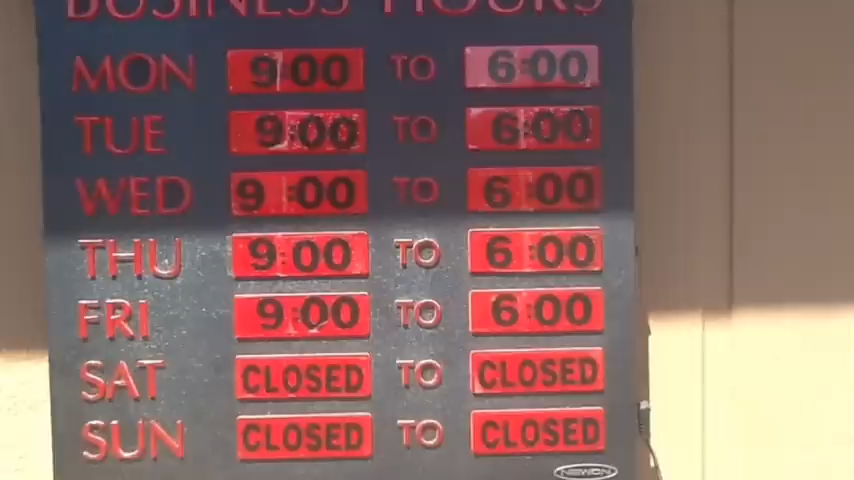 BUSINESS HOURS
MON 9:00 TO 6:00
TUE 9:00 TO 6:00
WED 9:00 TO 6:00
THU 9:00 TO 6:00
FRI 9:00 TO 6:00
SAT CLOSED TO CLOSED
SUN CLOSED TO CLOSED
NEWON